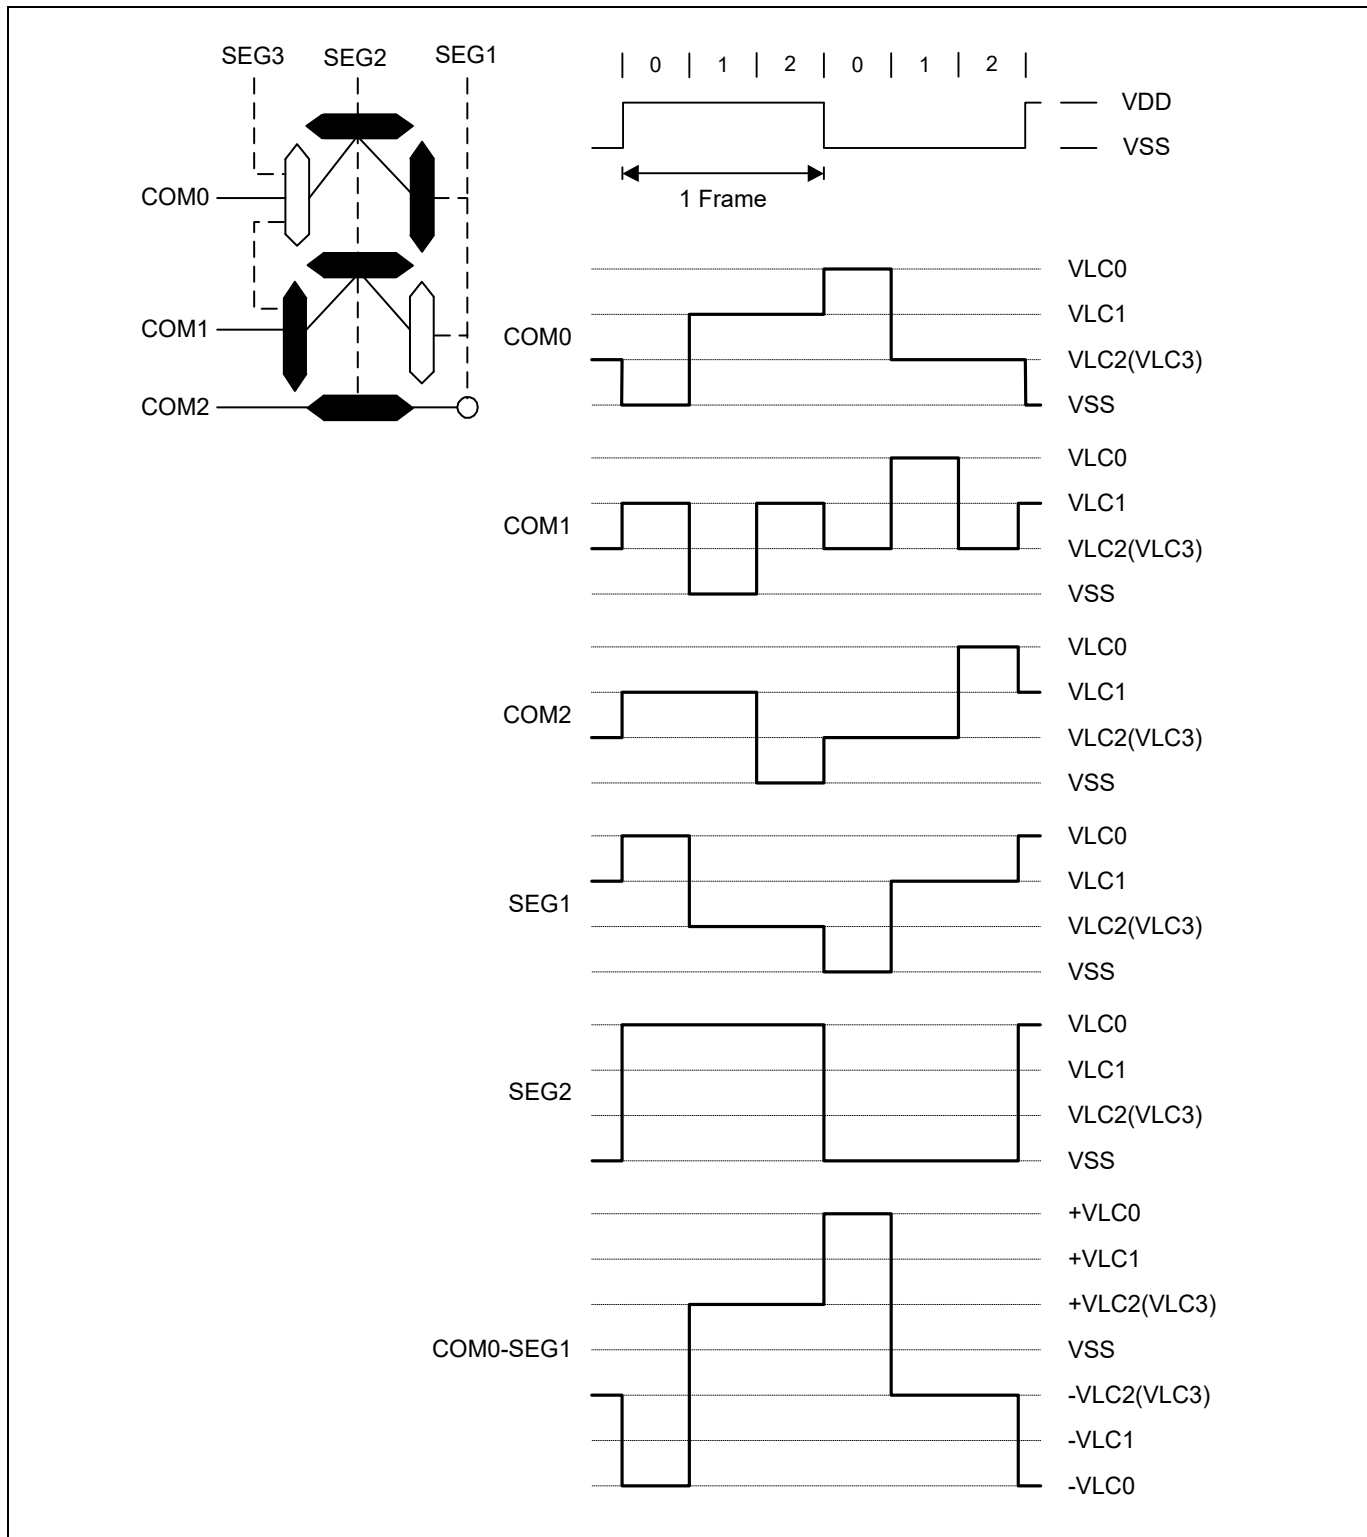 SEG3 SEG2 SEG1
0 1 2 0 1 2
VDD
VSS
1 Frame
COM0
COM1
COM2
COM0
VLC0
VLC1
VLC2(VLC3)
VSS
COM1
VLC0
VLC1
VLC2(VLC3)
VSS
COM2
VLC0
VLC1
VLC2(VLC3)
VSS
SEG1
VLC0
VLC1
VLC2(VLC3)
VSS
SEG2
VLC0
VLC1
VLC2(VLC3)
VSS
COM0-SEG1
+VLC0
+VLC1
+VLC2(VLC3)
VSS
-VLC2(VLC3)
-VLC1
-VLC0